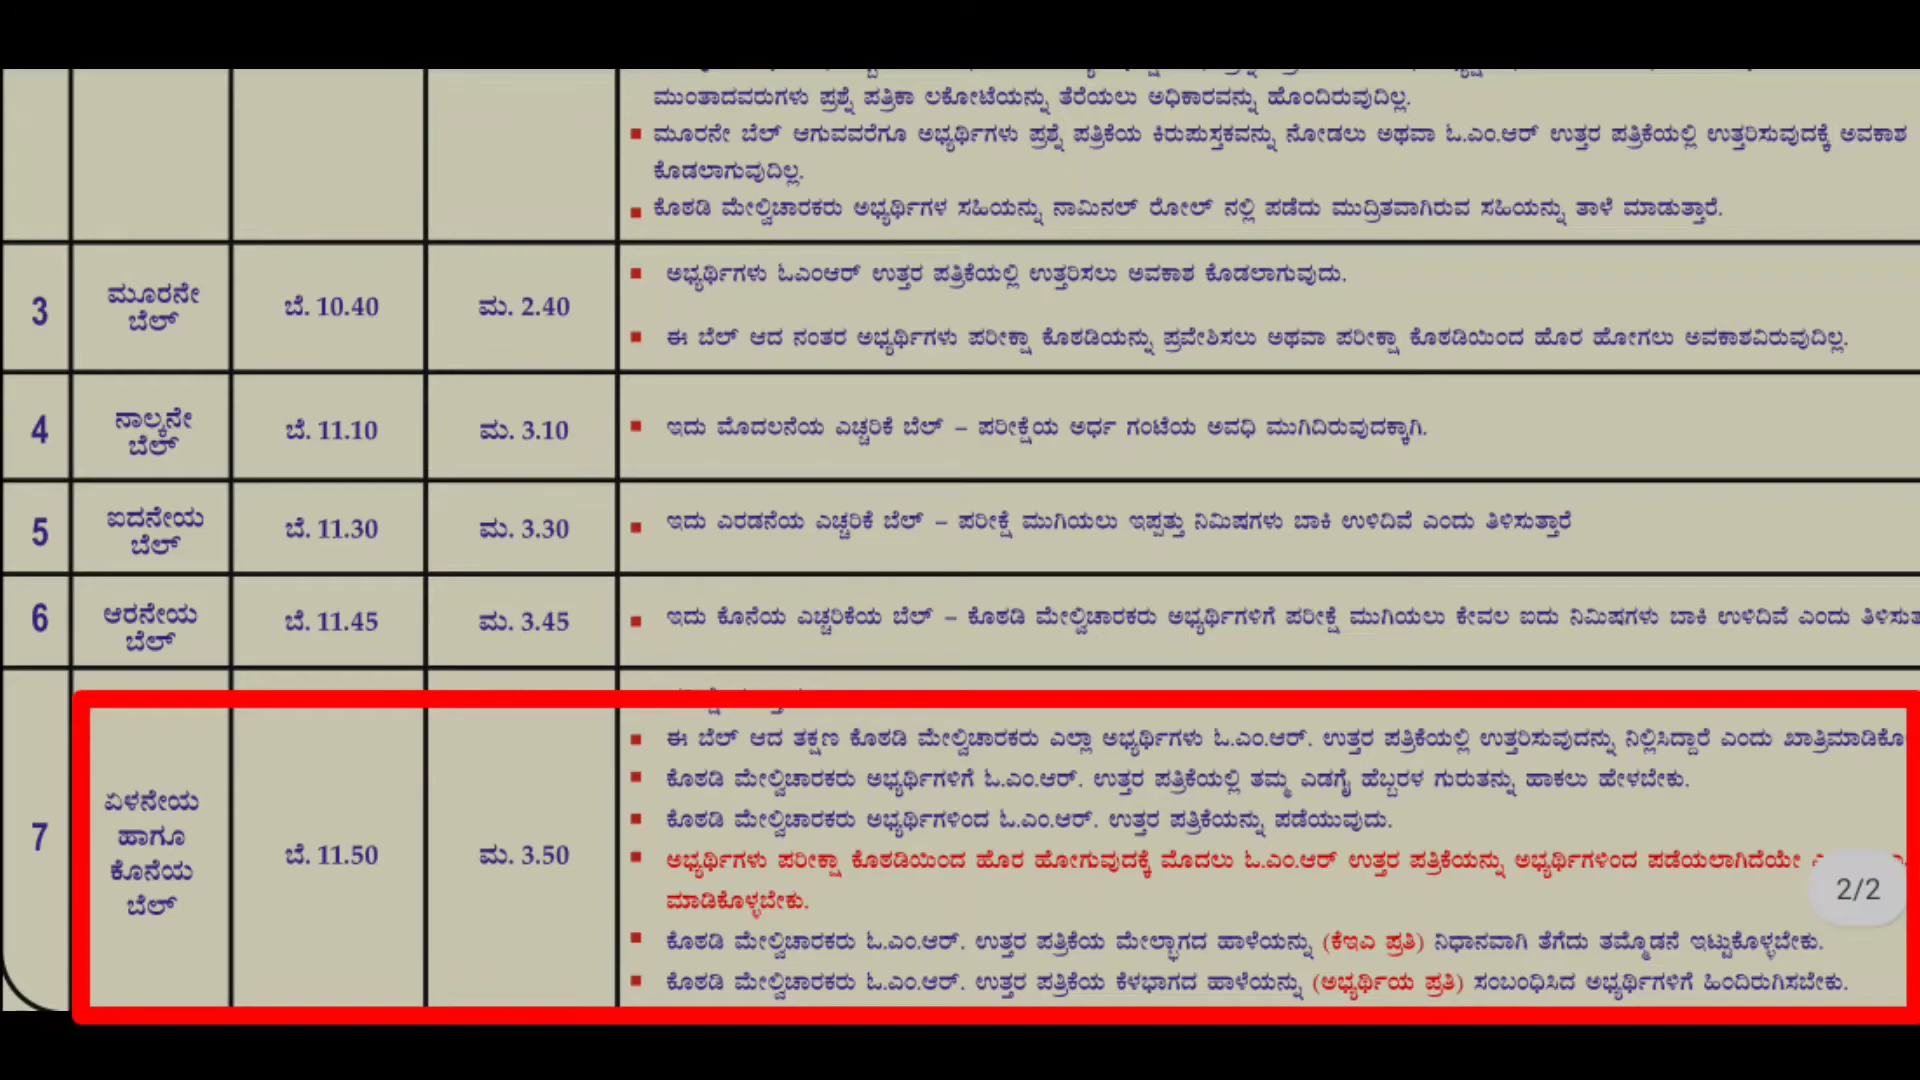 ಮುಂತಾದವರುಗಳು ಪ್ರಶ್ನೆ ಪತ್ರಿಕಾ ಲಕೋಟೆಯನ್ನು ತೆರೆಯಲು ಅಧಿಕಾರವನ್ನು ಹೊಂದಿರುವುದಿಲ್ಲ.
ಮೂರನೇ ಬೆಲ್ ಆಗುವವರೆಗೂ ಅಭ್ಯರ್ಥಿಗಳು ಪ್ರಶ್ನೆ ಪತ್ರಿಕೆಯ ಕಿರುಪುಸ್ತಕವನ್ನು ನೋಡಲು ಅಥವಾ ಓ.ಎಂ.ಆರ್ ಉತ್ತರ ಪತ್ರಿಕೆಯಲ್ಲಿ ಉತ್ತರಿಸುವುದಕ್ಕೆ ಅವಕಾಶ
ಕೊಡಲಾಗುವುದಿಲ್ಲ.
ಕೊಠಡಿ ಮೇಲ್ವಿಚಾರಕರು ಅಭ್ಯರ್ಥಿಗಳ ಸಹಿಯನ್ನು ನಾಮಿನಲ್ ರೋಲ್ ನಲ್ಲಿ ಪಡೆದು ಮುದ್ರಿತವಾಗಿರುವ ಸಹಿಯನ್ನು ತಾಳೆ ಮಾಡುತ್ತಾರೆ.
3
ಮೂರನೇ
ಬೆಲ್
ಬೆ. 10.40
ಮ. 2.40
ಅಭ್ಯರ್ಥಿಗಳು ಓಎಂಆರ್ ಉತ್ತರ ಪತ್ರಿಕೆಯಲ್ಲಿ ಉತ್ತರಿಸಲು ಅವಕಾಶ ಕೊಡಲಾಗುವುದು.
ಈ ಬೆಲ್ ಆದ ನಂತರ ಅಭ್ಯರ್ಥಿಗಳು ಪರೀಕ್ಷಾ ಕೊಠಡಿಯನ್ನು ಪ್ರವೇಶಿಸಲು ಅಥವಾ ಪರೀಕ್ಷಾ ಕೊಠಡಿಯಿಂದ ಹೊರ ಹೋಗಲು ಅವಕಾಶವಿರುವುದಿಲ್ಲ.
4
ನಾಲ್ಕನೇ
ಬೆಲ್
ಬೆ. 11.10
ಮ. 3.10
ಇದು ಮೊದಲನೆಯ ಎಚ್ಚರಿಕೆ ಬೆಲ್ – ಪರೀಕ್ಷೆಯ ಅರ್ಧ ಗಂಟೆಯ ಅವಧಿ ಮುಗಿದಿರುವುದಕ್ಕಾಗಿ.
5
ಐದನೇಯ
ಬೆಲ್
ಬೆ. 11.30
ಮ. 3.30
ಇದು ಎರಡನೆಯ ಎಚ್ಚರಿಕೆ ಬೆಲ್ – ಪರೀಕ್ಷೆ ಮುಗಿಯಲು ಇಪ್ಪತ್ತು ನಿಮಿಷಗಳು ಬಾಕಿ ಉಳಿದಿವೆ ಎಂದು ತಿಳಿಸುತ್ತಾರೆ
6
ಆರನೇಯ
ಬೆಲ್
ಬೆ. 11.45
ಮ. 3.45
ಇದು ಕೊನೆಯ ಎಚ್ಚರಿಕೆಯ ಬೆಲ್ – ಕೊಠಡಿ ಮೇಲ್ವಿಚಾರಕರು ಅಭ್ಯರ್ಥಿಗಳಿಗೆ ಪರೀಕ್ಷೆ ಮುಗಿಯಲು ಕೇವಲ ಐದು ನಿಮಿಷಗಳು ಬಾಕಿ ಉಳಿದಿವೆ ಎಂದು
7
ಏಳನೇಯ
ಹಾಗೂ
ಕೊನೆಯ
ಬೆಲ್
ಬೆ. 11.50
ಮ. 3.50
ಈ ಬೆಲ್ ಆದ ತಕ್ಷಣ ಕೊಠಡಿ ಮೇಲ್ವಿಚಾರಕರು ಎಲ್ಲಾ ಅಭ್ಯರ್ಥಿಗಳು ಓ.ಎಂ.ಆರ್. ಉತ್ತರ ಪತ್ರಿಕೆಯಲ್ಲಿ ಉತ್ತರಿಸುವುದನ್ನು ನಿಲ್ಲಿಸಿದ್ದಾರೆ ಎಂದು
ಕೊಠಡಿ ಮೇಲ್ವಿಚಾರಕರು ಅಭ್ಯರ್ಥಿಗಳಿಗೆ ಓ.ಎಂ.ಆರ್. ಉತ್ತರ ಪತ್ರಿಕೆಯಲ್ಲಿ ತಮ್ಮ ಎಡಗೈ ಹೆಬ್ಬರಳ ಗುರುತನ್ನು ಹಾಕಲು ಹೇಳಬೇಕು.
ಕೊಠಡಿ ಮೇಲ್ವಿಚಾರಕರು ಅಭ್ಯರ್ಥಿಗಳಿಂದ ಓ.ಎಂ.ಆರ್. ಉತ್ತರ ಪತ್ರಿಕೆಯನ್ನು ಪಡೆಯುವುದು.
ಅಭ್ಯರ್ಥಿಗಳು ಪರೀಕ್ಷಾ ಕೊಠಡಿಯಿಂದ ಹೊರ ಹೋಗುವುದಕ್ಕೆ ಮೊದಲು ಓ.ಎಂ.ಆರ್ ಉತ್ತರ ಪತ್ರಿಕೆಯನ್ನು ಅಭ್ಯರ್ಥಿಗಳಿಂದ ಪಡೆಯಲಾಗಿದೆಯೇ
ಮಾಡಿಕೊಳ್ಳಬೇಕು.
2/2
ಕೊಠಡಿ ಮೇಲ್ವಿಚಾರಕರು ಓ.ಎಂ.ಆರ್. ಉತ್ತರ ಪತ್ರಿಕೆಯ ಮೇಲ್ಭಾಗದ ಹಾಳೆಯನ್ನು (ಕೆಇಎ ಪ್ರತಿ) ನಿಧಾನವಾಗಿ ತೆಗೆದು ತಮ್ಮೊಡನೆ ಇಟ್ಟುಕೊಳ್ಳಬೇಕು.
ಕೊಠಡಿ ಮೇಲ್ವಿಚಾರಕರು ಓ.ಎಂ.ಆರ್. ಉತ್ತರ ಪತ್ರಿಕೆಯ ಕೆಳಭಾಗದ ಹಾಳೆಯನ್ನು (ಅಭ್ಯರ್ಥಿಯ ಪ್ರತಿ) ಸಂಬಂಧಿಸಿದ ಅಭ್ಯರ್ಥಿಗಳಿಗೆ ಹಿಂದಿರುಗಿಸಬೇಕು.